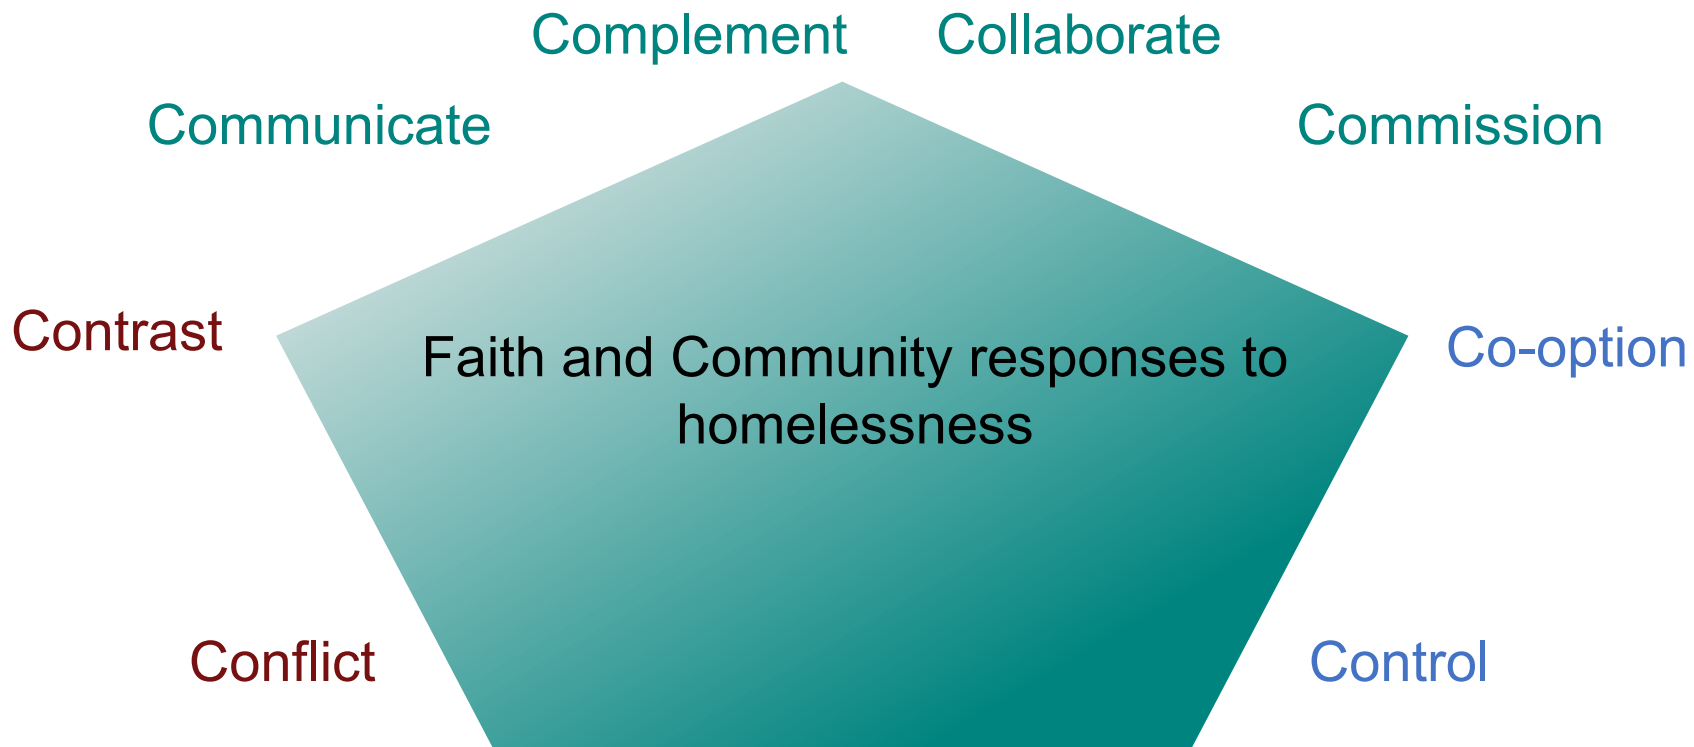 Complement
Collaborate
Communicate
Commission
Contrast
Co-option
Faith and Community responses to
homelessness
Conflict
Control